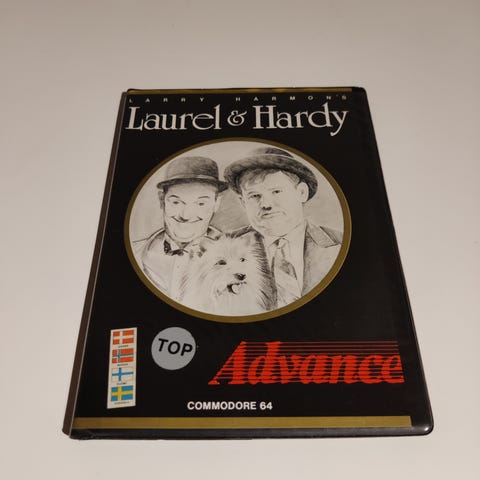 LARRY HARMON'S
Laurel & Hardy
TOP
Advance
COMMODORE 64